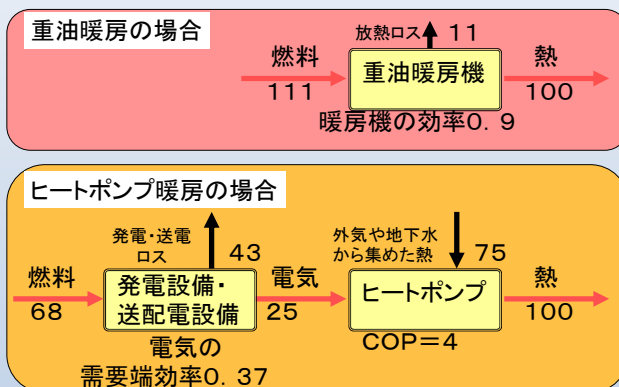 重油暖房の場合
放熱ロス 11
燃料
111
重油暖房機
熱
100
暖房機の効率0．9
ヒートポンプ暖房の場合
発電・送電
ロス
43
外気や地下水
から集めた熱
75
燃料
68
発電設備・
送配電設備
電気
25
ヒートポンプ
熱
100
電気の
需要端効率0．37
COP＝4